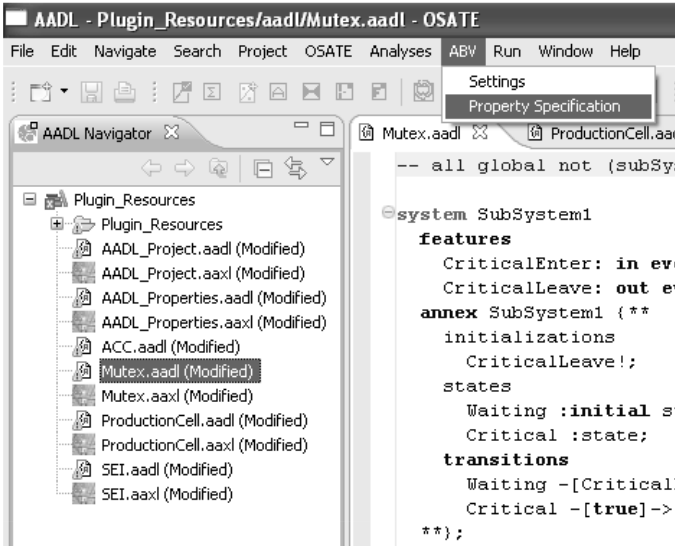 AADL - Plugin_Resources/aadl/Mutex.aadl - OSATE
File Edit Navigate Search Project OSATE Analyses ABV Run Window Help
Settings
Property Specification
AADL Navigator
Plugin_Resources
Plugin_Resources
AADL_Project.aadl (Modified)
AADL_Project.aaxl (Modified)
AADL_Properties.aadl (Modified)
AADL_Properties.aaxl (Modified)
ACC.aadl (Modified)
Mutex.aadl (Modified)
Mutex.aaxl (Modified)
ProductionCell.aadl (Modified)
ProductionCell.aaxl (Modified)
SEI.aadl (Modified)
SEI.aaxl (Modified)
Mutex.aadl ProductionCell.aa
-- all global not (subSy
system SubSystem1
features
CriticalEnter: in ev
CriticalLeave: out e
annex SubSystem1 {**
initializations
CriticalLeave!;
states
Waiting :initial s
Critical :state;
transitions
Waiting -[Critical
Critical -[true]->
**};